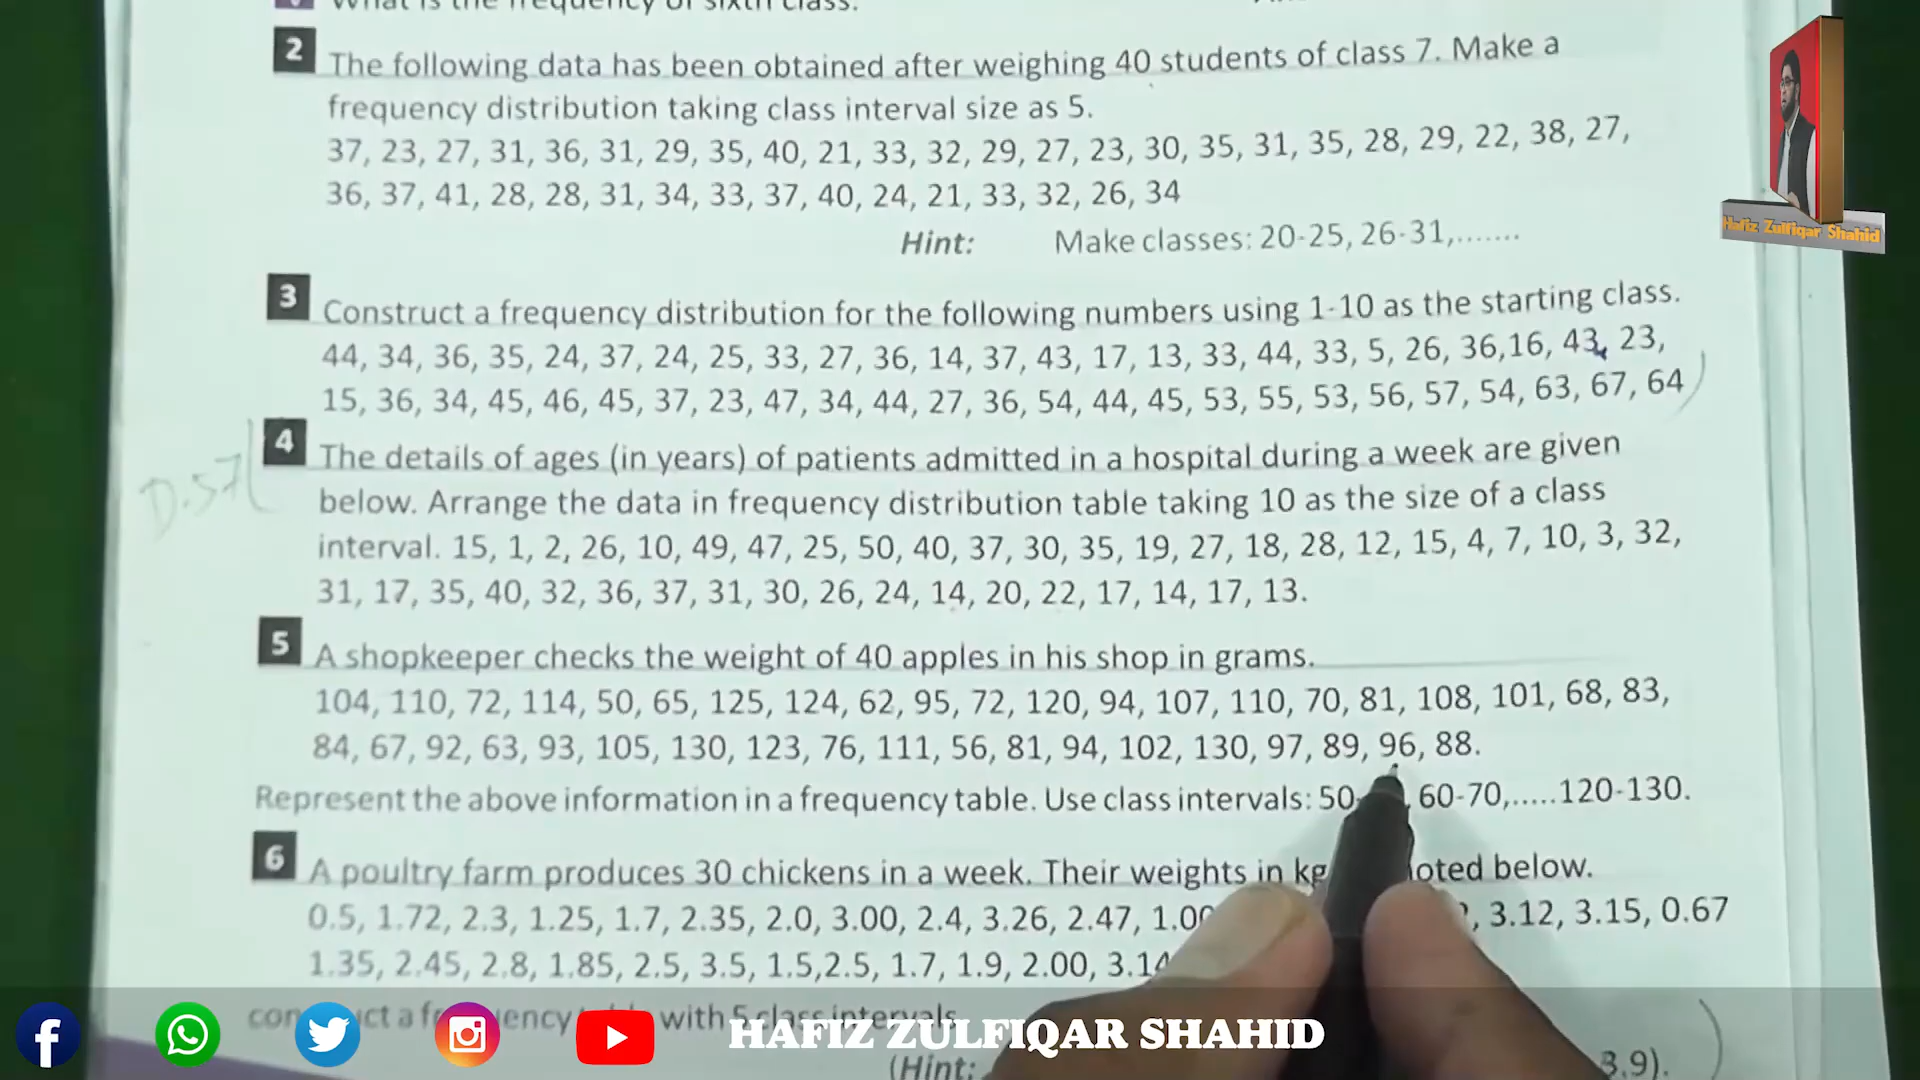 What is the frequency of sixth class.
2 The following data has been obtained after weighing 40 students of class 7. Make a
frequency distribution taking class interval size as 5.
37, 23, 27, 31, 36, 31, 29, 35, 40, 21, 33, 32, 29, 27, 23, 30, 35, 31, 35, 28, 29, 22, 38, 27,
36, 37, 41, 28, 28, 31, 34, 33, 37, 40, 24, 21, 33, 32, 26, 34
Hint: Make classes: 20-25, 26-31,.......
Hafiz Zulfiqar Shahid
3 Construct a frequency distribution for the following numbers using 1-10 as the starting class.
44, 34, 36, 35, 24, 37, 24, 25, 33, 27, 36, 14, 37, 43, 17, 13, 33, 44, 33, 5, 26, 36,16, 43, 23,
15, 36, 34, 45, 46, 45, 37, 23, 47, 34, 44, 27, 36, 54, 44, 45, 53, 55, 53, 56, 57, 54, 63, 67, 64
D.57
4 The details of ages (in years) of patients admitted in a hospital during a week are given
below. Arrange the data in frequency distribution table taking 10 as the size of a class
interval. 15, 1, 2, 26, 10, 49, 47, 25, 50, 40, 37, 30, 35, 19, 27, 18, 28, 12, 15, 4, 7, 10, 3, 32,
31, 17, 35, 40, 32, 36, 37, 31, 30, 26, 24, 14, 20, 22, 17, 14, 17, 13.
5 A shopkeeper checks the weight of 40 apples in his shop in grams.
104, 110, 72, 114, 50, 65, 125, 124, 62, 95, 72, 120, 94, 107, 110, 70, 81, 108, 101, 68, 83,
84, 67, 92, 63, 93, 105, 130, 123, 76, 111, 56, 81, 94, 102, 130, 97, 89, 96, 88.
Represent the above information in a frequency table. Use class intervals: 50- , 60-70,.....120-130.
6 A poultry farm produces 30 chickens in a week. Their weights in kg noted below.
0.5, 1.72, 2.3, 1.25, 1.7, 2.35, 2.0, 3.00, 2.4, 3.26, 2.47, 1.00 , 3.12, 3.15, 0.67
1.35, 2.45, 2.8, 1.85, 2.5, 3.5, 1.5,2.5, 1.7, 1.9, 2.00, 3.14
with 5 class intervals
HAFIZ ZULFIQAR SHAHID
(Hint: 3.9).